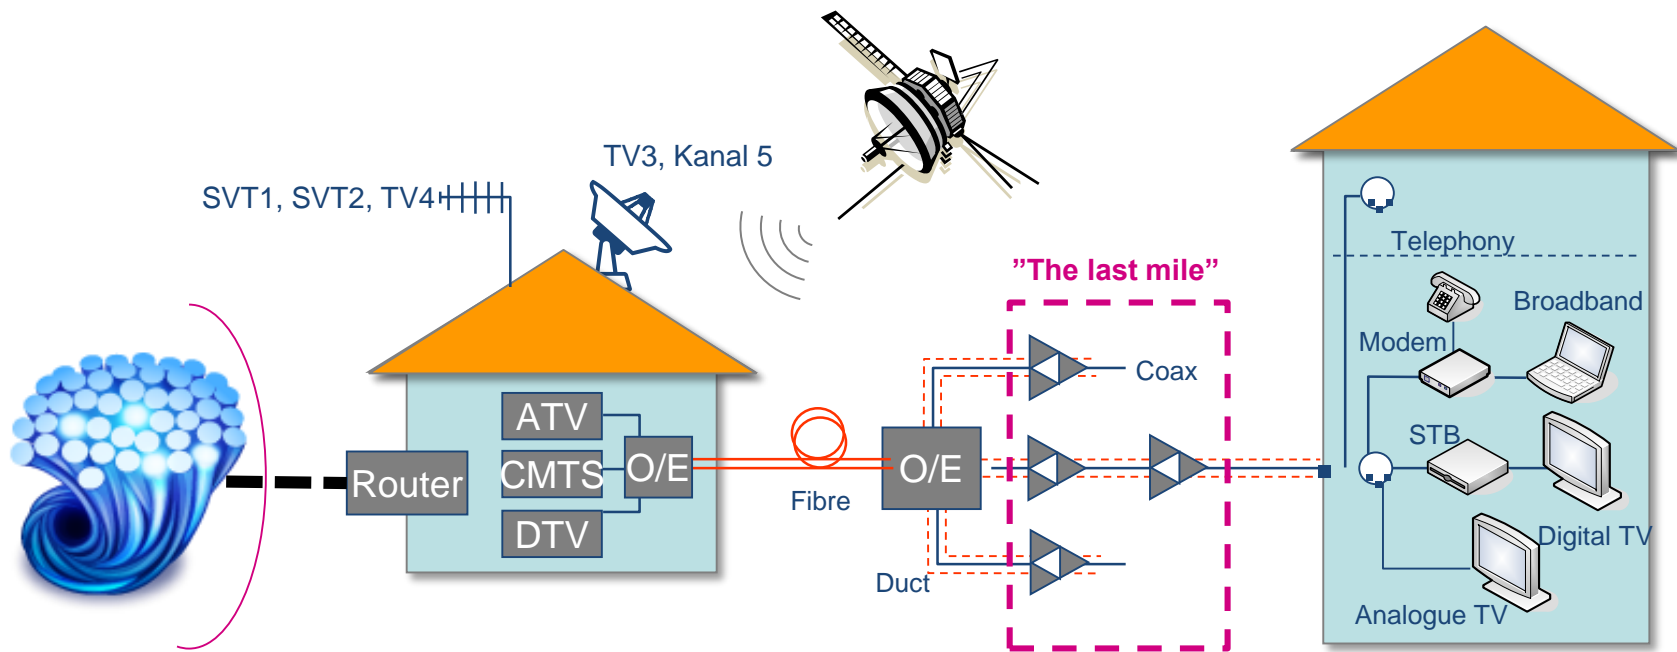 TV3, Kanal 5
SVT1, SVT2, TV4
Telephony
”The last mile”
Broadband
Modem
Coax
ATV
STB
O/E
O/E
CMTS
Router
Fibre
DTV
Digital TV
Duct
Analogue TV